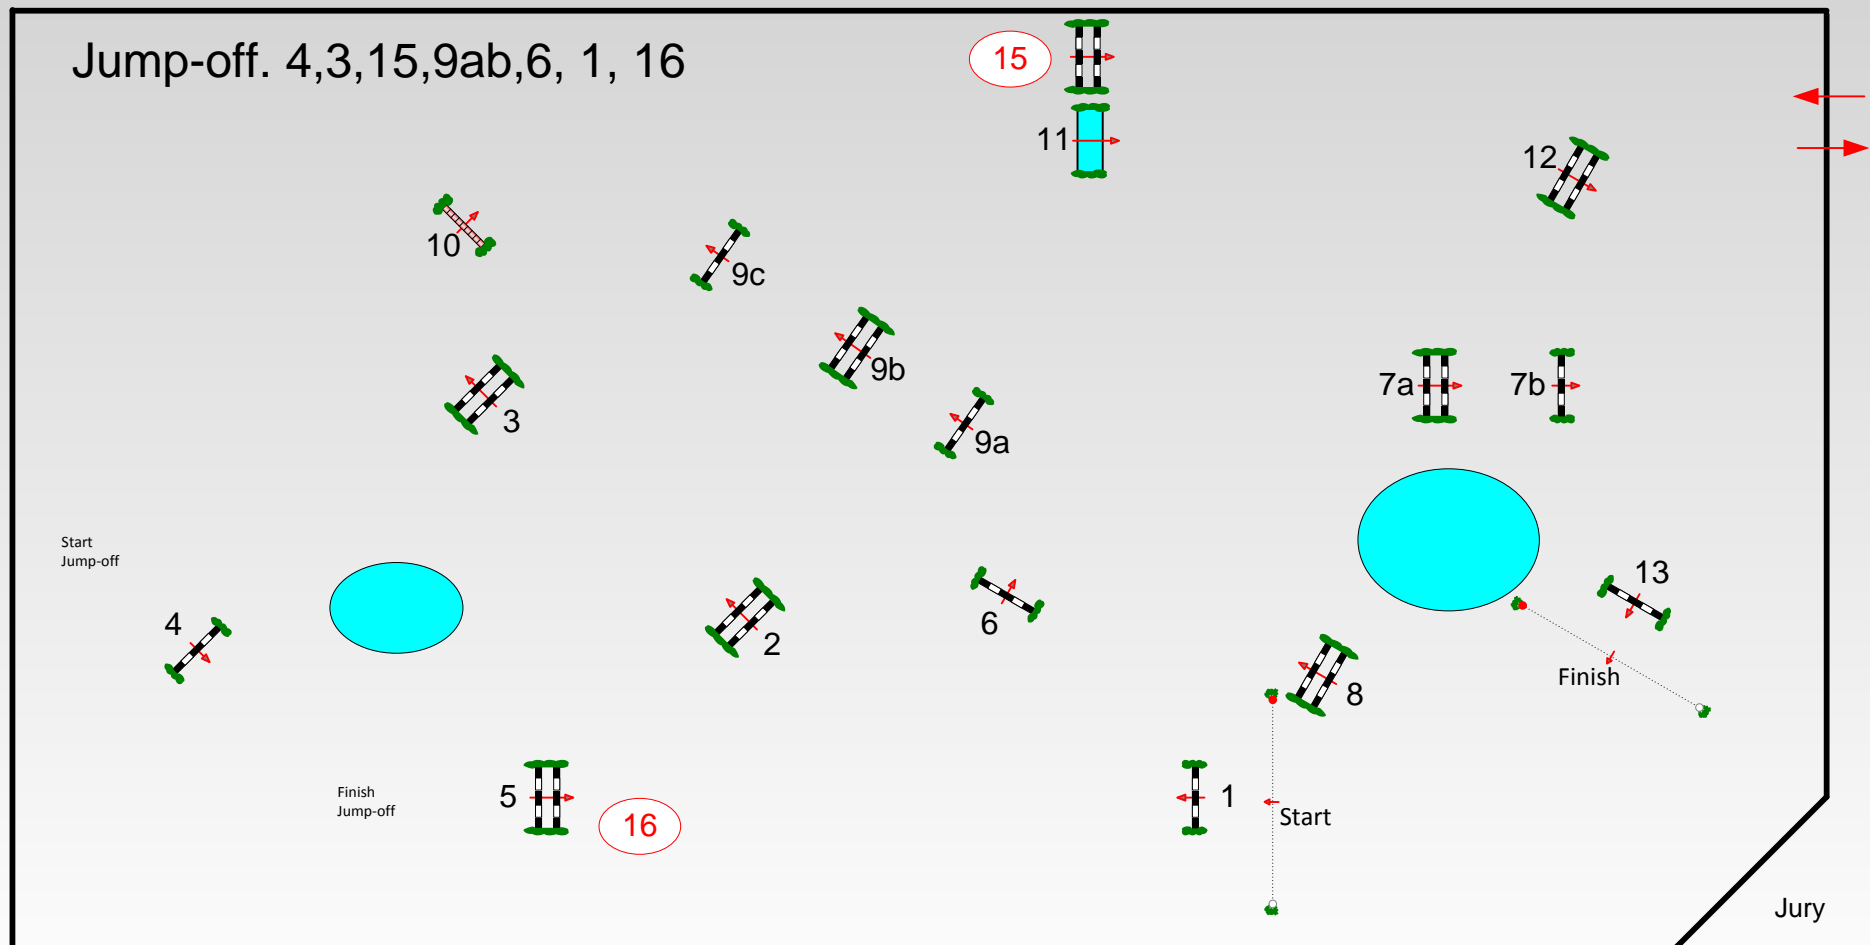 Jump-off. 4,3,15,9ab,6, 1, 16
15
11
12
10
9c
9b
3
9a
7a
7b
Start
Jump-off
4
2
6
13
Finish
8
Finish
Jump-off
5
16
1
Start
Jury